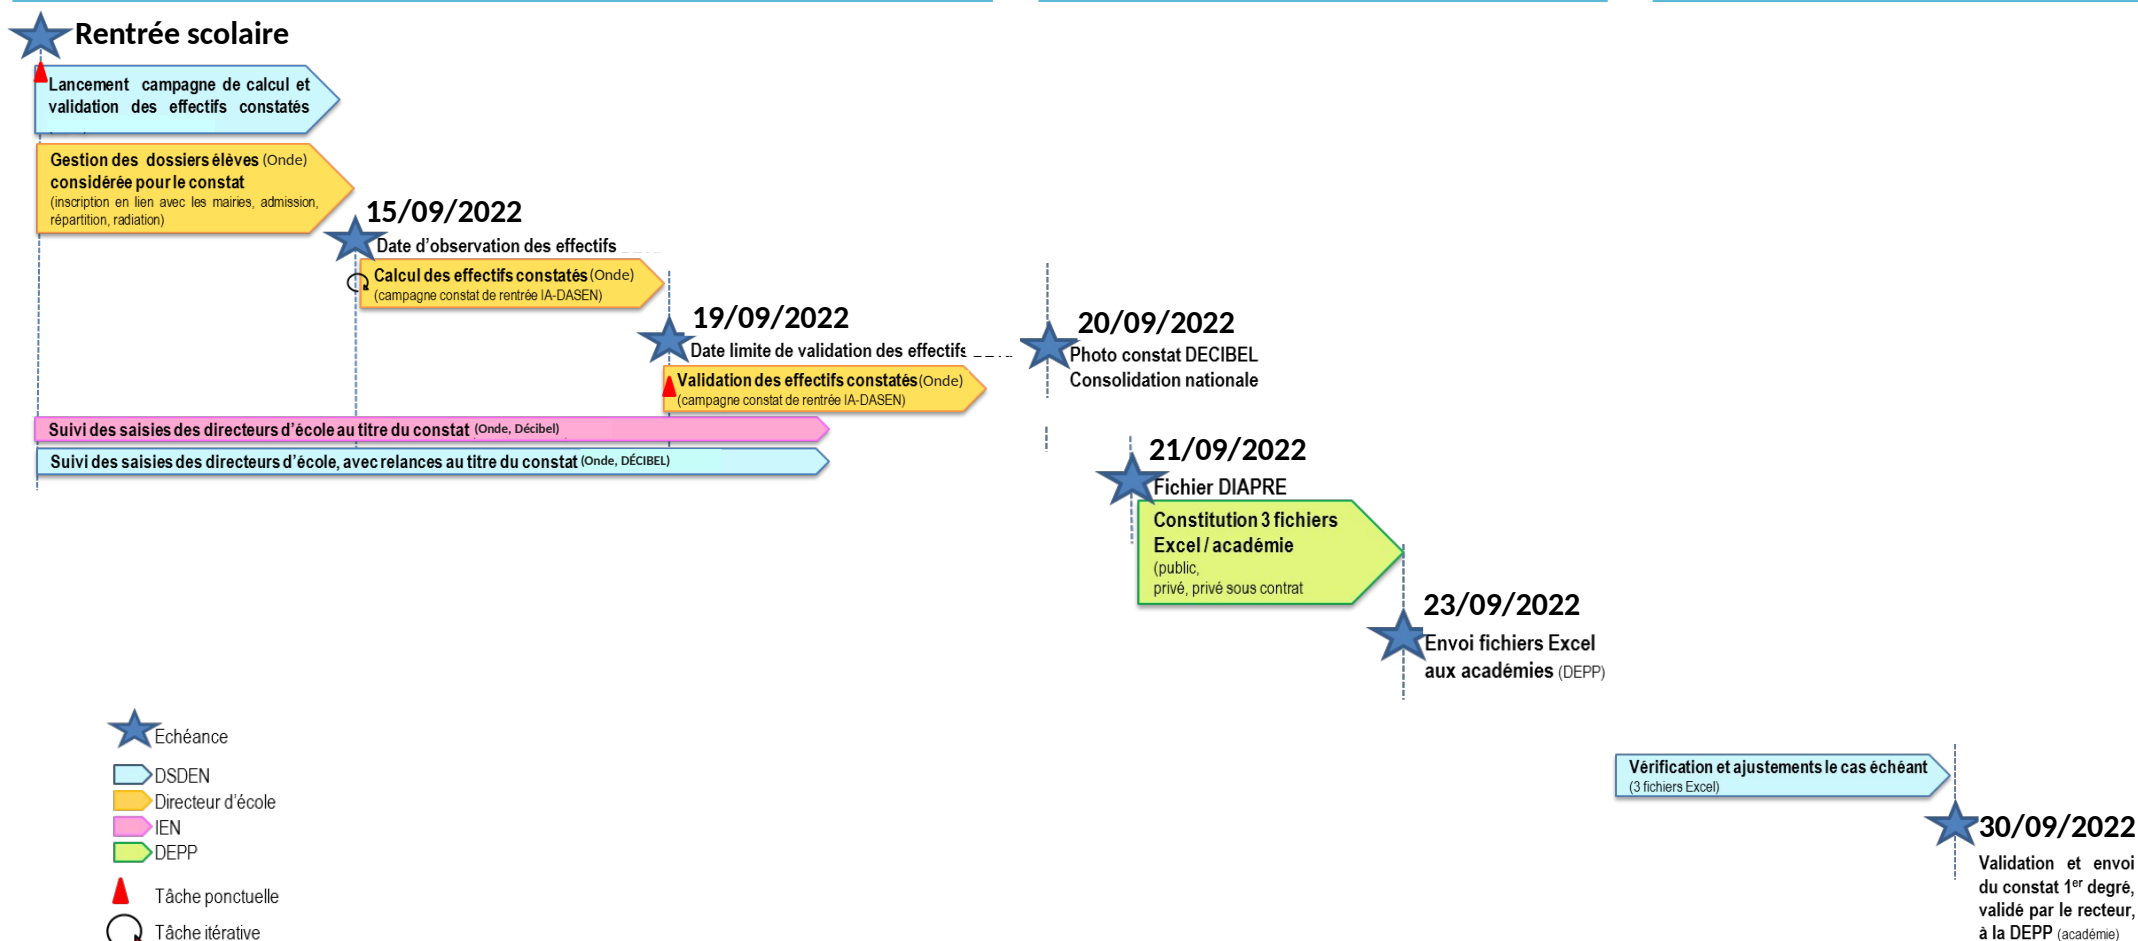 Rentrée scolaire
Lancement campagne de calcul et
validation des effectifs constatés
Gestion des dossiers élèves (Onde)
considérée pour le constat
(inscription en lien avec les mairies, admission,
répartition, radiation)
15/09/2022
Date d’observation des effectifs
Calcul des effectifs constatés (Onde)
(campagne constat de rentrée IA-DASEN)
19/09/2022
Date limite de validation des effectifs
Validation des effectifs constatés (Onde)
(campagne constat de rentrée IA-DASEN)
20/09/2022
Photo constat DECIBEL
Consolidation nationale
Suivi des saisies des directeurs d’école au titre du constat (Onde, Décibel)
Suivi des saisies des directeurs d’école, avec relances au titre du constat (Onde, DÉCIBEL)
21/09/2022
Fichier DIAPRE
Constitution 3 fichiers
Excel / académie
(public,
privé, privé sous contrat
23/09/2022
Envoi fichiers Excel
aux académies (DEPP)
Echéance
DSDEN
Directeur d’école
IEN
DEPP
Tâche ponctuelle
Tâche itérative
Vérification et ajustements le cas échéant
(3 fichiers Excel)
30/09/2022
Validation et envoi
du constat 1er degré,
validé par le recteur,
à la DEPP (académie)